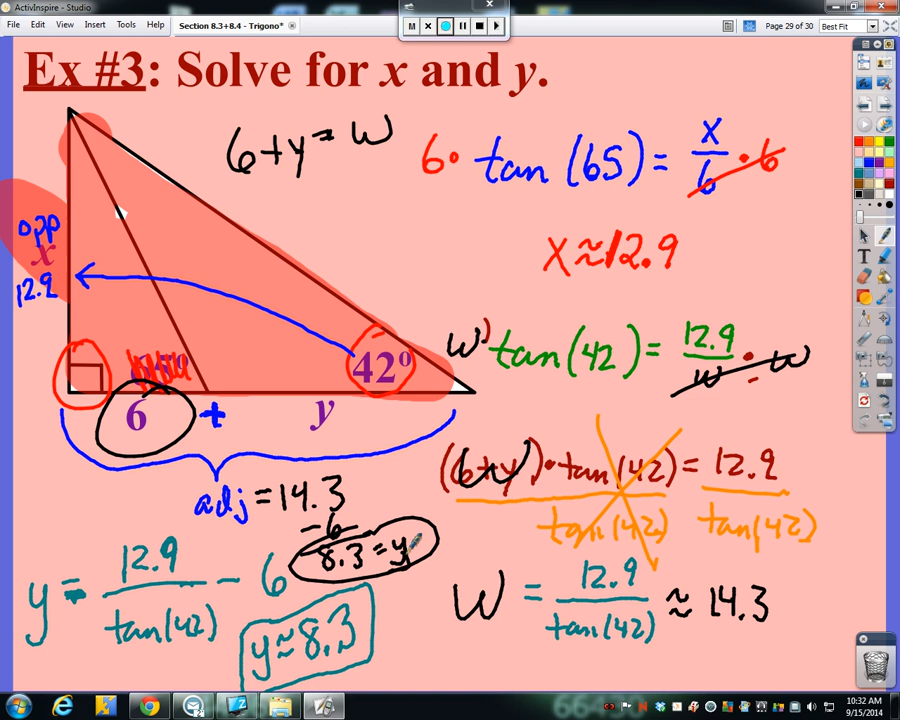 ActivInspire - Studio
File Edit View Insert Tools Help
Section 8.3+8.4 - Trigono*
Page 29 of 30
Best Fit
Ex #3: Solve for x and y.
6+y=w
6· tan(65) = x/6 · 6
x≈12.9
opp
x
12.9
42°
6 + y
w) tan(42) = 12.9/w · w
adj = 14.3
-6
8.3=y
(6+y)·tan(42) = 12.9
w
tan(42) tan(42)
y = 12.9/tan(42) - 6
y≈8.3
w = 12.9/tan(42) ≈ 14.3
10:32 AM
9/15/2014